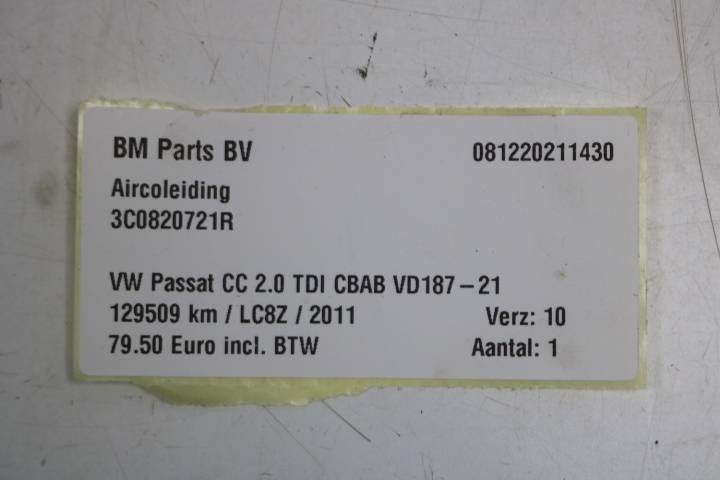 BM Parts BV 081220211430
Aircoleiding
3C0820721R
VW Passat CC 2.0 TDI CBAB VD187-21
129509 km / LC8Z / 2011 Verz: 10
79.50 Euro incl. BTW Aantal: 1